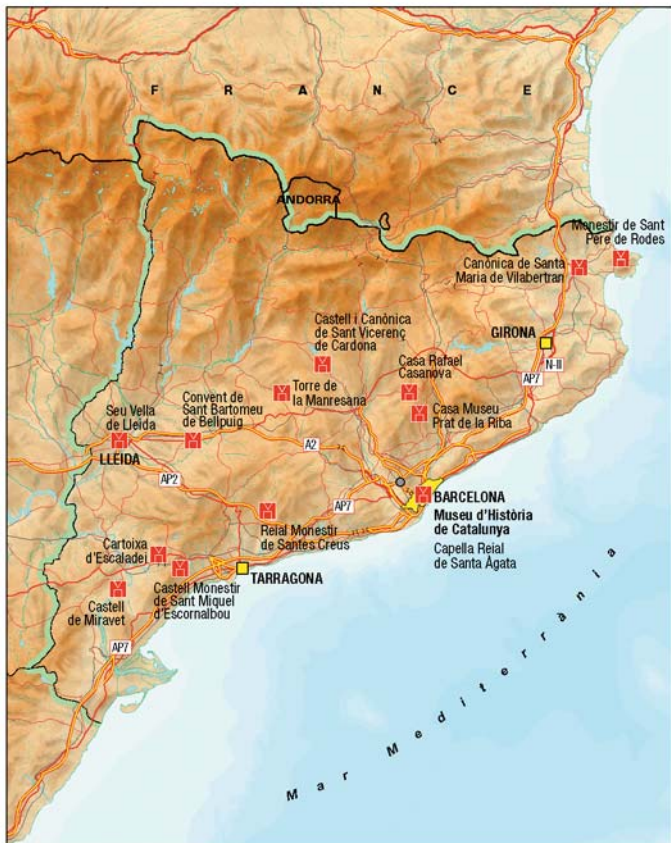 F R A N C E
ANDORRA
Monestir de Sant
Pere de Rodes
Canònica de Santa
Maria de Vilabertran
GIRONA
N-II
AP7
Castell i Canònica
de Sant Vicerenç
de Cardona
Casa Rafael
Casanova
Torre de
la Manresana
Casa Museu
Prat de la Riba
Seu Vella
de Lleida
Convent de
Sant Bartomeu
de Bellpuig
LLEIDA
A2
AP2
AP7
BARCELONA
Museu d'Història
de Catalunya
Capella Reial
de Santa Àgata
Reial Monestir
de Santes Creus
Cartoixa
d'Escaladei
TARRAGONA
Castell Monestir
de Sant Miquel
d'Escornalbou
Castell
de Miravet
AP7
Mar Mediterrània